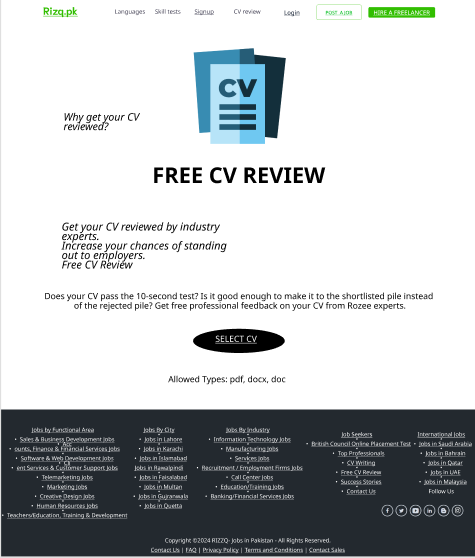 Rizq.pk
Languages
Skill tests
Signup
CV review
Login
POST A JOB
HIRE A FREELANCER
CV
Why get your CV
reviewed?
FREE CV REVIEW
Get your CV reviewed by industry
experts.
Increase your chances of standing
out to employers.
Free CV Review
Does your CV pass the 10-second test? Is it good enough to make it to the shortlisted pile instead
of the rejected pile? Get free professional feedback on your CV from Rozee experts.
SELECT CV
Allowed Types: pdf, docx, doc
Jobs by Functional Area
• Sales & Business Development Jobs
• Acc
ounts, Finance & Financial Services Jobs
• Software & Web Development Jobs
• Cli
ent Services & Customer Support Jobs
• Telemarketing Jobs
• Marketing Jobs
• Creative Design Jobs
• Human Resources Jobs
• Teachers/Education, Training & Development
Jobs By City
• Jobs in Lahore
• Jobs in Karachi
• Jobs in Islamabad
Jobs in Rawalpindi
• Jobs in Faisalabad
• Jobs in Multan
• Jobs in Gujranwala
• Jobs in Quetta
Jobs By Industry
• Information Technology Jobs
• Manufacturing Jobs
• Services Jobs
• Recruitment / Employment Firms Jobs
• Call Center Jobs
• Education/Training Jobs
• Banking/Financial Services Jobs
Job Seekers
• British Council Online Placement Test
• Top Professionals
• CV Writing
• Free CV Review
• Success Stories
• Contact Us
International Jobs
• Jobs in Saudi Arabia
• Jobs in Bahrain
• Jobs in Qatar
• Jobs in UAE
• Jobs in Malaysia
Follow Us
Copyright ©2024 RIZZQ- Jobs in Pakistan - All Rights Reserved.
Contact Us | FAQ | Privacy Policy | Terms and Conditions | Contact Sales